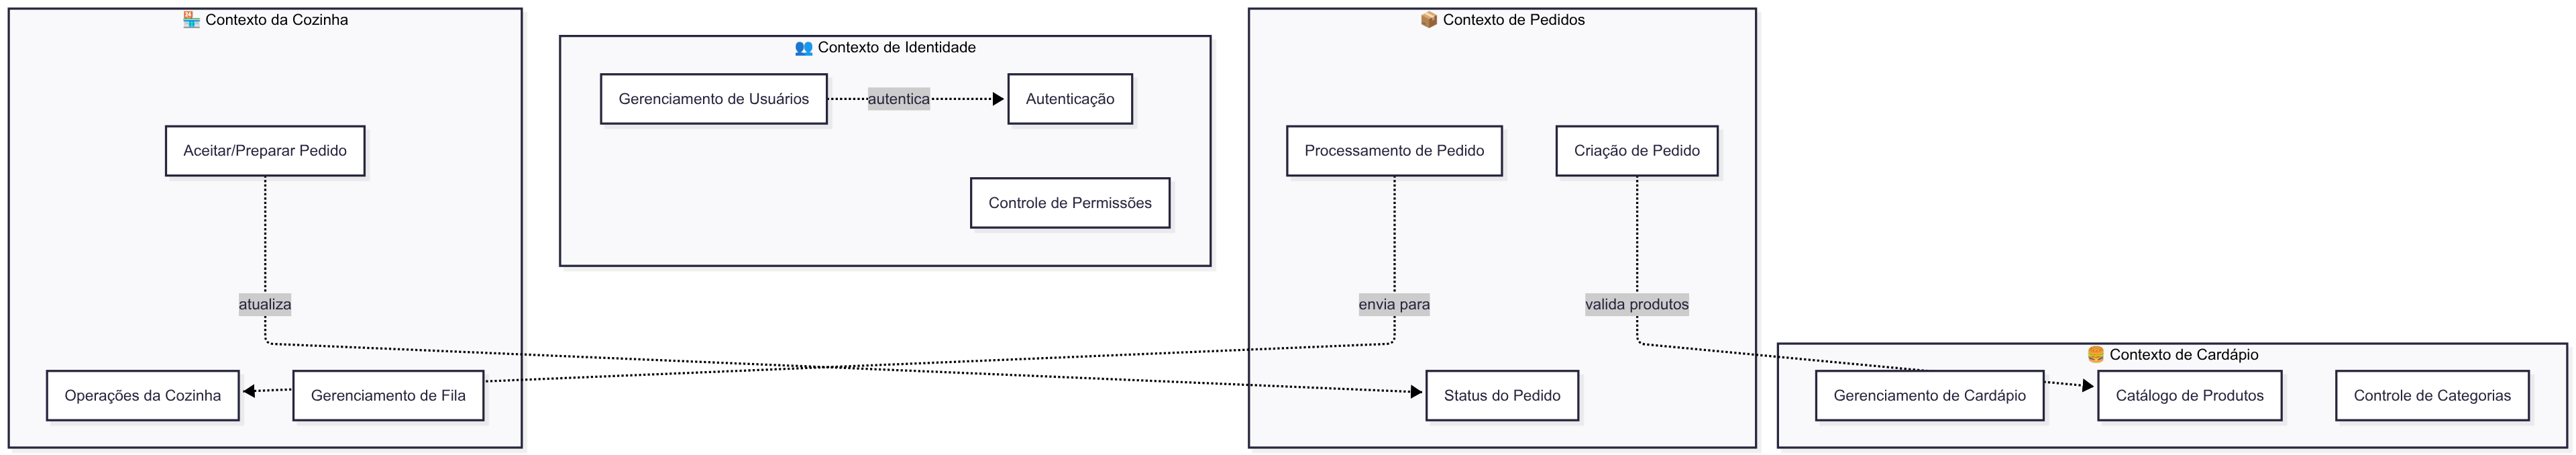 🏪 Contexto da Cozinha
Aceitar/Preparar Pedido
atualiza
Operações da Cozinha
Gerenciamento de Fila
👥 Contexto de Identidade
Gerenciamento de Usuários
autentica
Autenticação
Controle de Permissões
📦 Contexto de Pedidos
Processamento de Pedido
Criação de Pedido
envia para
valida produtos
Status do Pedido
🍔 Contexto de Cardápio
Gerenciamento de Cardápio
Catálogo de Produtos
Controle de Categorias